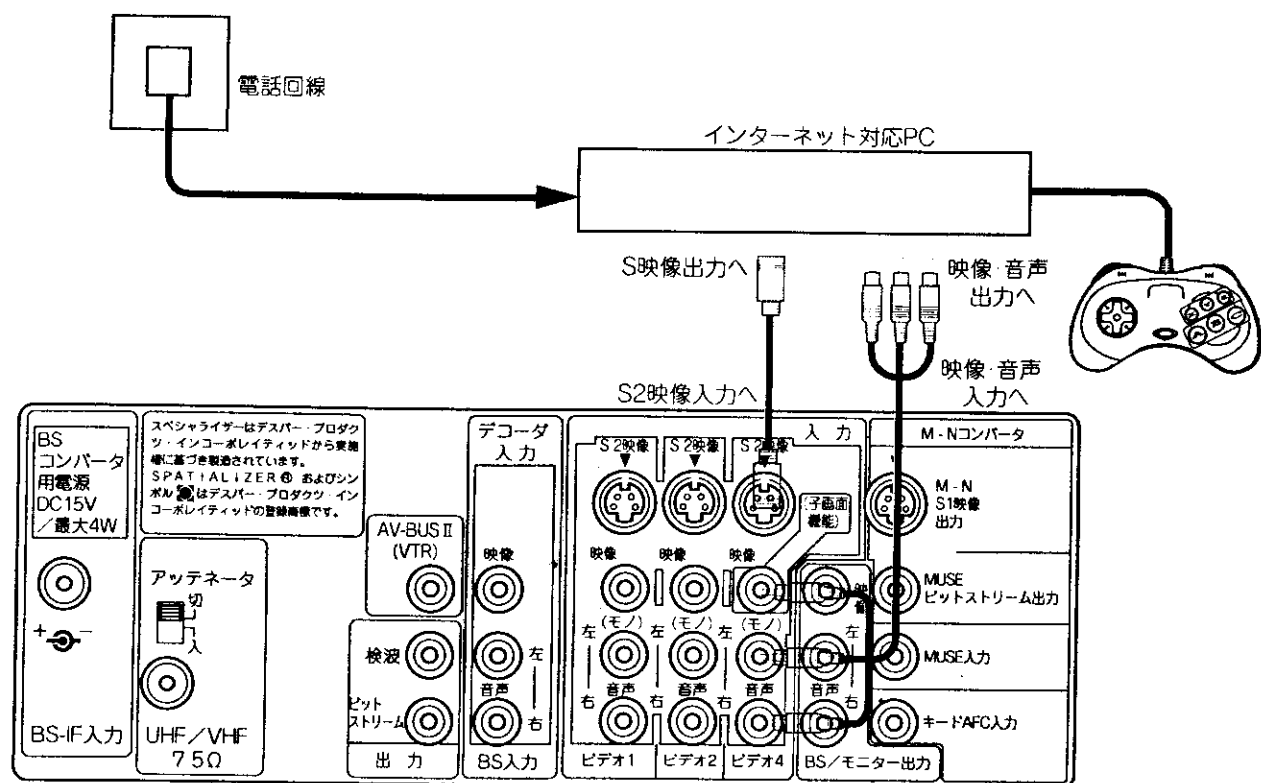 電話回線
インターネット対応PC
S映像出力へ
映像・音声
出力へ
S2映像入力へ
映像・音声
入力へ
BS
コンバータ
用電源
DC15V
／最大4W
スペシャライザーはデスパー・プロダク
ツ・インコーポレイティッドから実施
権に基づき製造されています。
SPATIALIZER® およびシン
ボル はデスパー・プロダクツ・イン
コーポレイティッドの登録商標です。
アッテネータ
切
入
+ -
BS-IF入力
UHF／VHF
75Ω
AV-BUSⅡ
(VTR)
検波
ビット
ストリーム
出 力
デコーダ
入力
映像
左
音声
右
BS入力
入 力
S2映像
S2映像
S2映像
(子画面
機能)
映像
映像
映像
映像
(モノ)
(モノ)
(モノ)
左
左
左
左
音声
音声
音声
音声
右
右
右
右
ビデオ1
ビデオ2
ビデオ4
BS／モニター出力
M-Nコンバータ
M-N
S1映像
出力
MUSE
ビットストリーム出力
MUSE入力
キードAFC入力